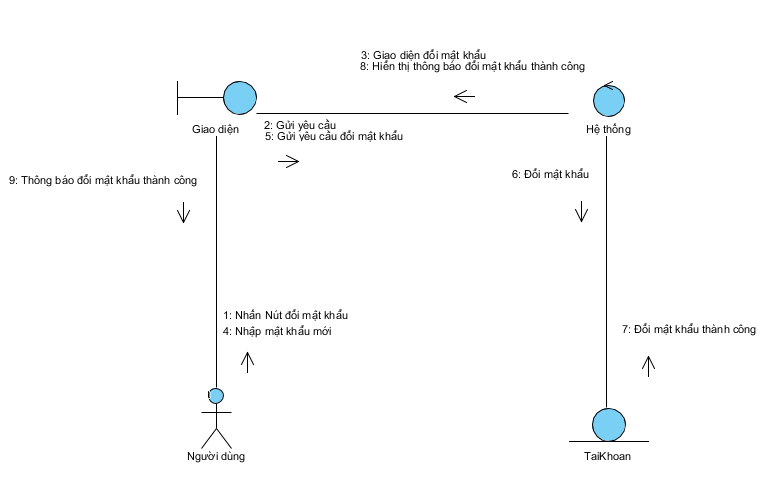 3: Giao diện đổi mật khẩu
8: Hiển thị thông báo đổi mật khẩu thành công
Giao diện
Hệ thống
2: Gửi yêu cầu
5: Gửi yêu cầu đổi mật khẩu
9: Thông báo đổi mật khẩu thành công
6: Đổi mật khẩu
1: Nhấn Nút đổi mật khẩu
4: Nhập mật khẩu mới
7: Đổi mật khẩu thành công
Người dùng
TaiKhoan